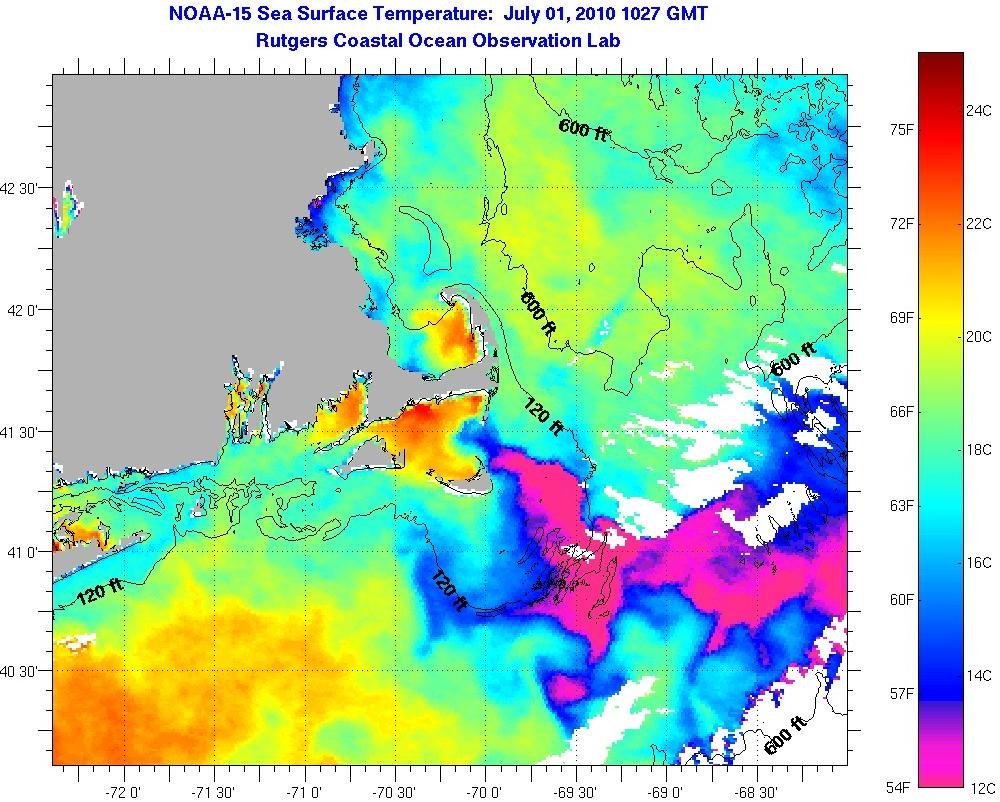 NOAA-15 Sea Surface Temperature: July 01, 2010 1027 GMT
Rutgers Coastal Ocean Observation Lab
600 ft
75F
24C
42 30'
72F
22C
42 0'
600 ft
69F
20C
600 ft
66F
120 ft
41 30'
18C
63F
41 0'
16C
120 ft
120 ft
60F
40 30'
14C
57F
600 ft
54F
12C
-72 0'
-71 30'
-71 0'
-70 30'
-70 0'
-69 30'
-69 0'
-68 30'